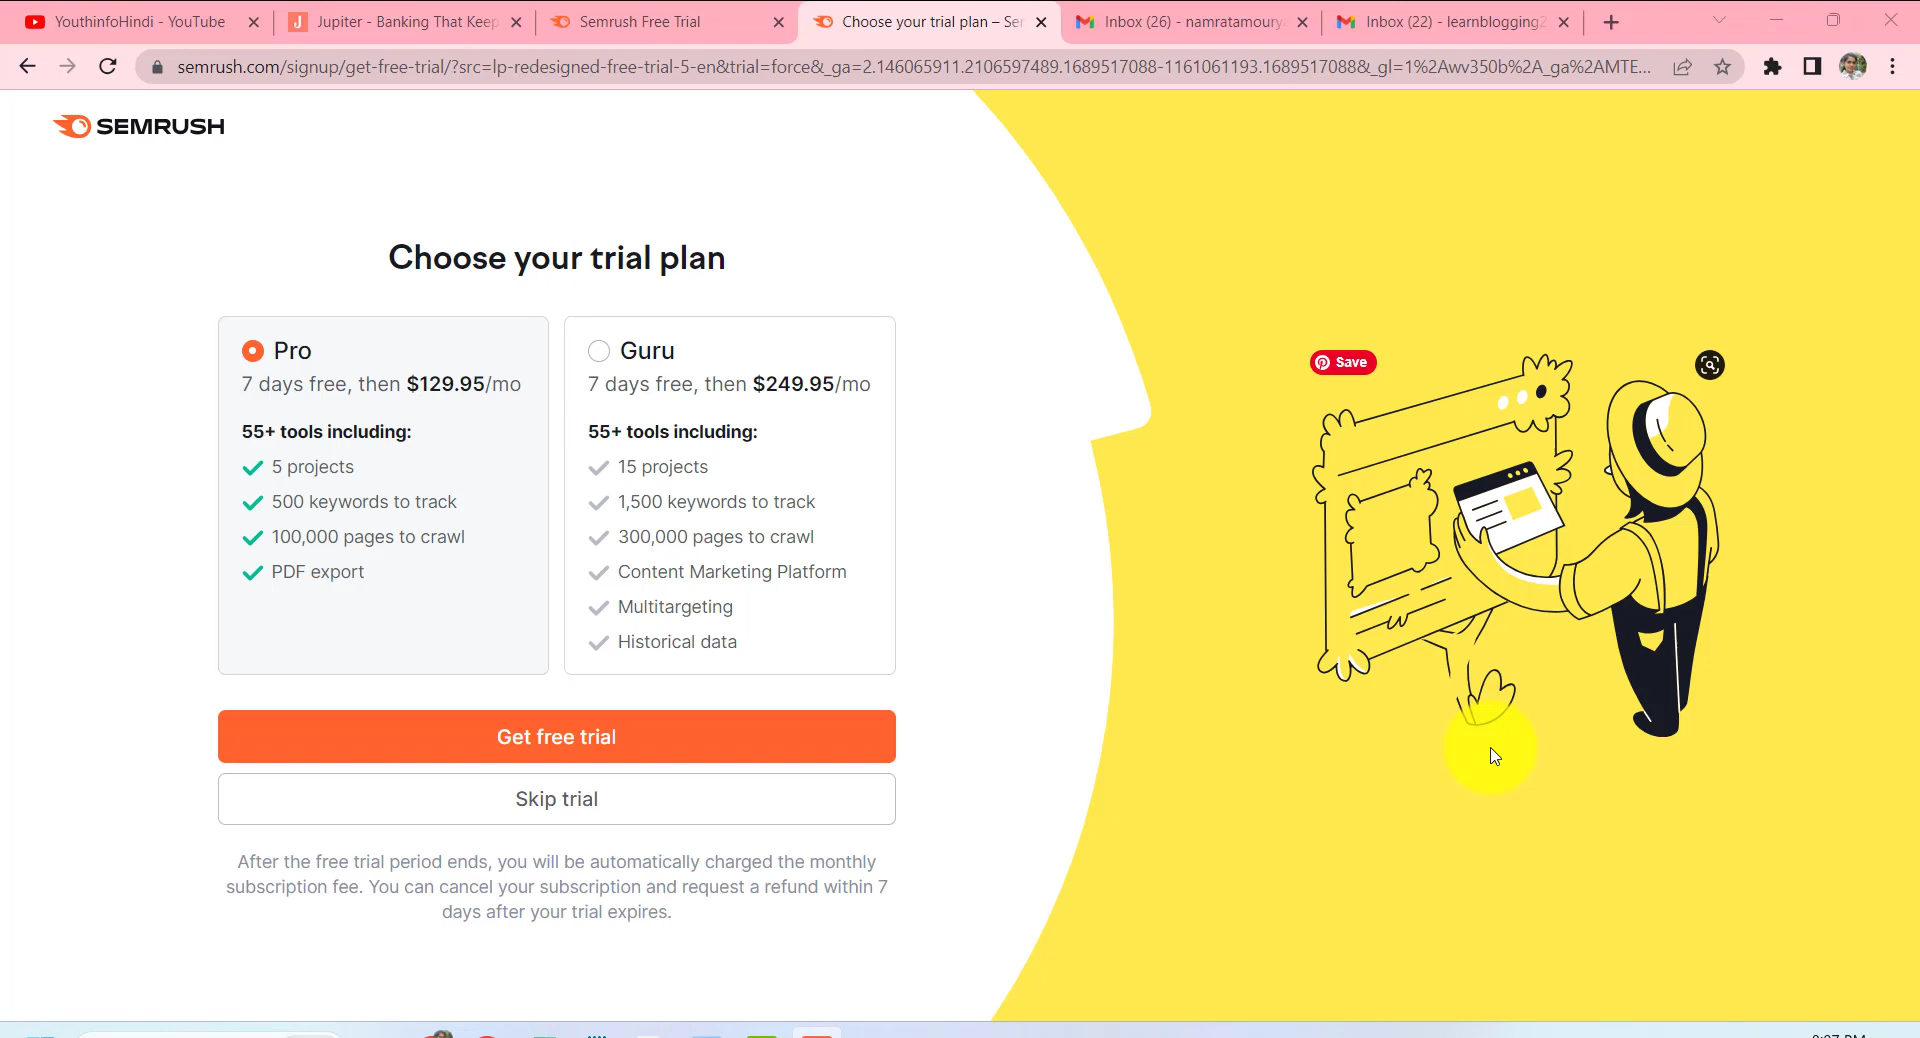 YouthinfoHindi - YouTube
Jupiter - Banking That Keep
Semrush Free Trial
Choose your trial plan – Ser
Inbox (26) - namratamoury
Inbox (22) - learnblogging2
semrush.com/signup/get-free-trial/?src=lp-redesigned-free-trial-5-en&trial=force&_ga=2.146065911.2106597489.1689517088-1161061193.1689517088&_gl=1%2Awv350b%2A_ga%2AMTE...
SEMRUSH
Choose your trial plan
Pro
7 days free, then $129.95/mo
55+ tools including:
5 projects
500 keywords to track
100,000 pages to crawl
PDF export
Guru
7 days free, then $249.95/mo
55+ tools including:
15 projects
1,500 keywords to track
300,000 pages to crawl
Content Marketing Platform
Multitargeting
Historical data
Get free trial
Skip trial
After the free trial period ends, you will be automatically charged the monthly
subscription fee. You can cancel your subscription and request a refund within 7
days after your trial expires.
Save